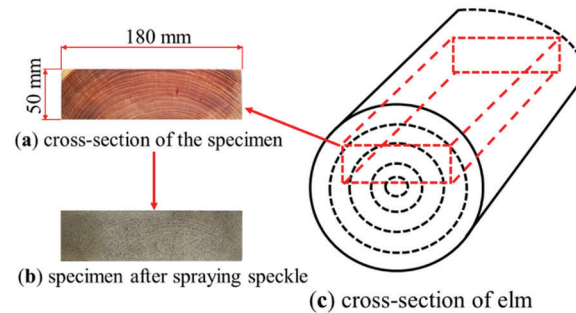 180 mm
50 mm
(a) cross-section of the specimen
(b) specimen after spraying speckle
(c) cross-section of elm